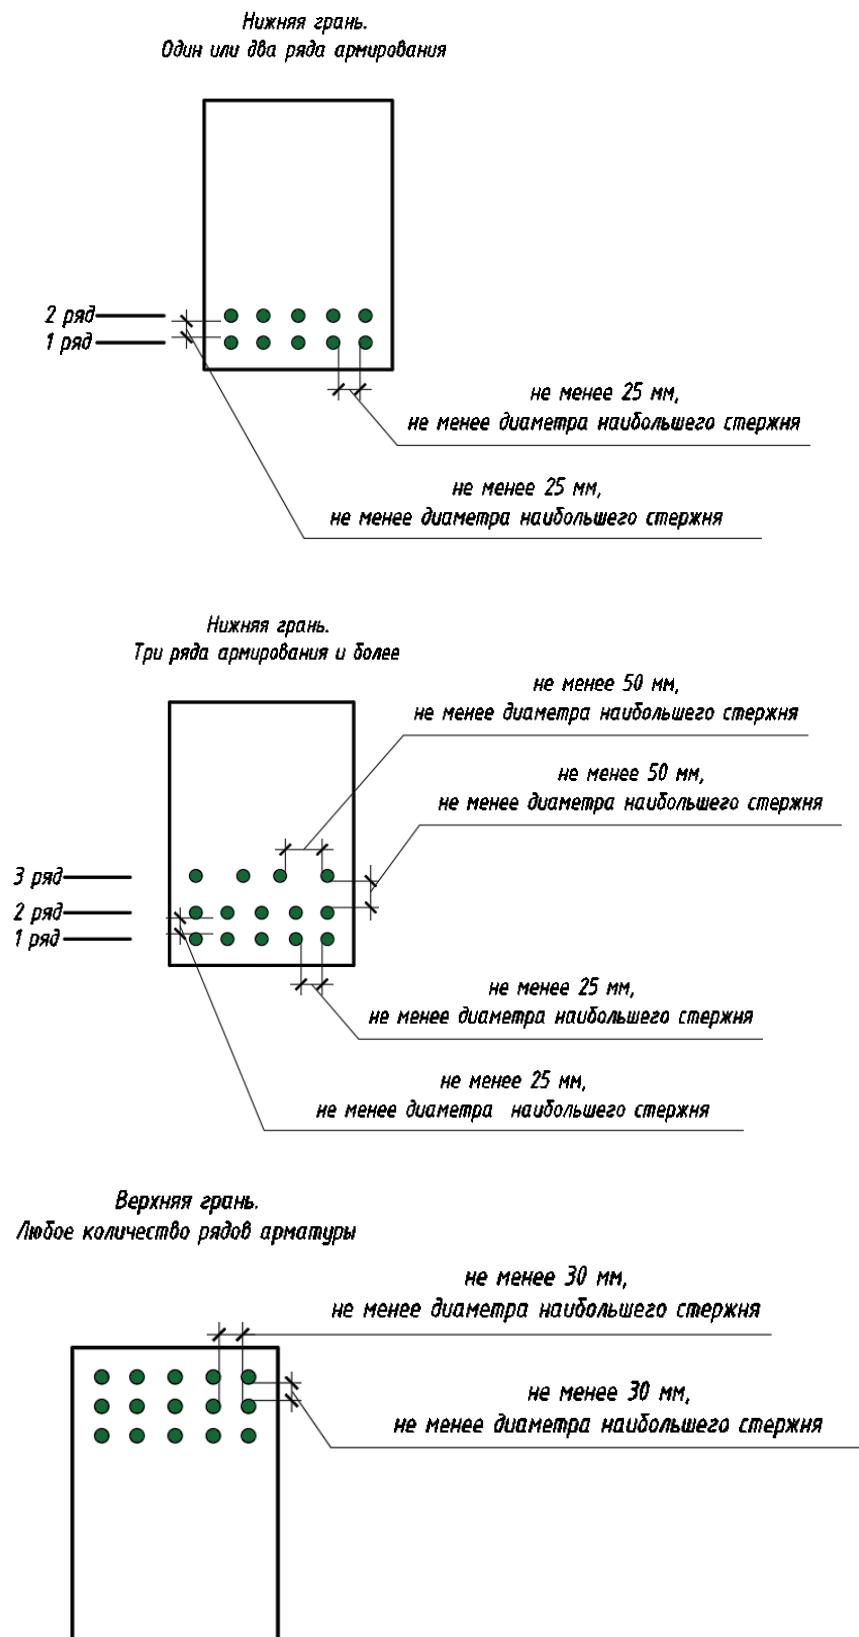 Нижняя грань.
Один или два ряда армирования
2 ряд
1 ряд
не менее 25 мм,
не менее диаметра наибольшего стержня
не менее 25 мм,
не менее диаметра наибольшего стержня
Нижняя грань.
Три ряда армирования и более
не менее 50 мм,
не менее диаметра наибольшего стержня
не менее 50 мм,
не менее диаметра наибольшего стержня
3 ряд
2 ряд
1 ряд
не менее 25 мм,
не менее диаметра наибольшего стержня
не менее 25 мм,
не менее диаметра наибольшего стержня
Верхняя грань.
Любое количество рядов арматуры
не менее 30 мм,
не менее диаметра наибольшего стержня
не менее 30 мм,
не менее диаметра наибольшего стержня